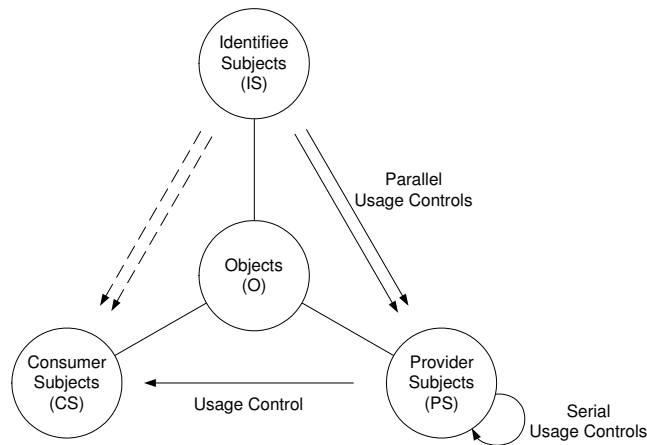 Identifiee
Subjects
(IS)
Parallel
Usage Controls
Objects
(O)
Consumer
Subjects
(CS)
Usage Control
Provider
Subjects
(PS)
Serial
Usage Controls